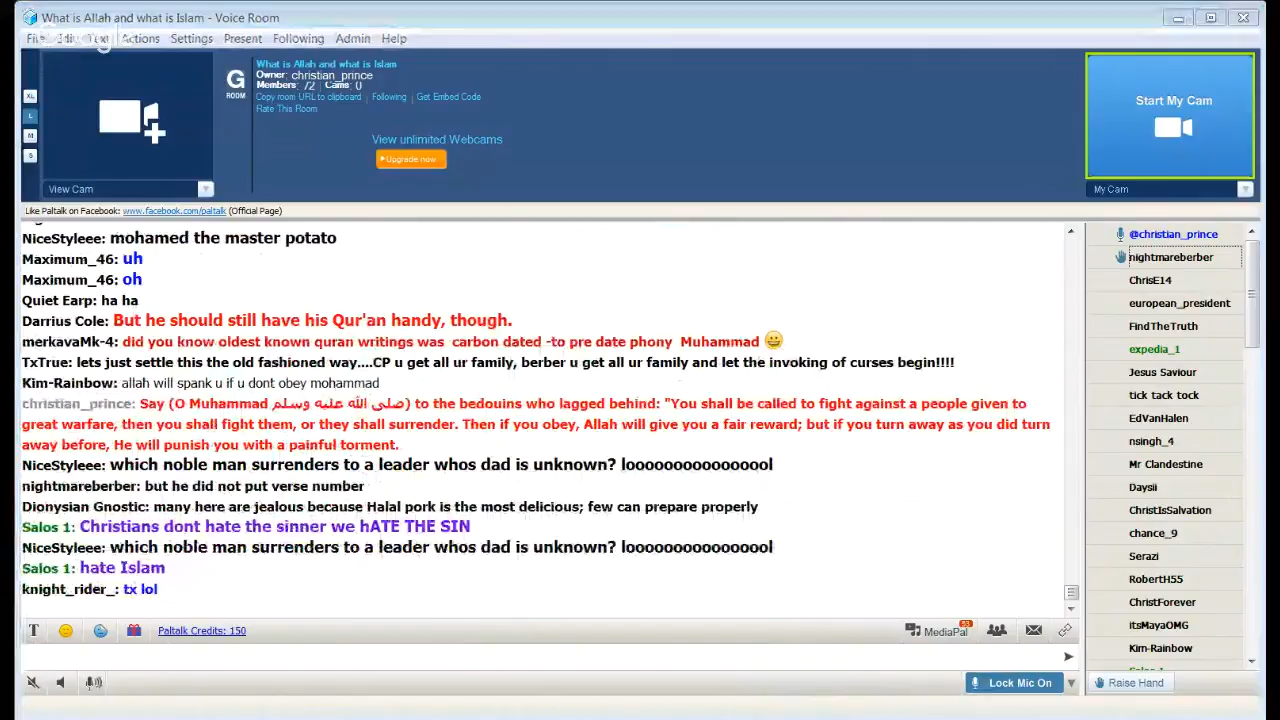 What is Allah and what is Islam - Voice Room
File Edit Text Actions Settings Present Following Admin Help
XL
L
M
S
View Cam
G
ROOM
What is Allah and what is Islam
Owner: christian_prince
Members: 72 | Cams: 0
Copy room URL to clipboard | Following | Get Embed Code
Rate This Room
View unlimited Webcams
Upgrade now
Start My Cam
My Cam
Like Paltalk on Facebook: www.facebook.com/paltalk (Official Page)
NiceStyleee: mohamed the master potato
Maximum_46: uh
Maximum_46: oh
Quiet Earp: ha ha
Darrius Cole: But he should still have his Qur'an handy, though.
merkavaMk-4: did you know oldest known quran writings was carbon dated -to pre date phony Muhammad
TxTrue: lets just settle this the old fashioned way....CP u get all ur family, berber u get all ur family and let the invoking of curses begin!!!!
Kim-Rainbow: allah will spank u if u dont obey mohammad
christian_prince: Say (O Muhammad صلى الله عليه وسلم) to the bedouins who lagged behind: "You shall be called to fight against a people given to
great warfare, then you shall fight them, or they shall surrender. Then if you obey, Allah will give you a fair reward; but if you turn away as you did turn
away before, He will punish you with a painful torment.
NiceStyleee: which noble man surrenders to a leader whos dad is unknown? looooooooooooooool
nightmareberber: but he did not put verse number
Dionysian Gnostic: many here are jealous because Halal pork is the most delicious; few can prepare properly
Salos 1: Christians dont hate the sinner we hATE THE SIN
NiceStyleee: which noble man surrenders to a leader whos dad is unknown? looooooooooooooool
Salos 1: hate Islam
knight_rider_: tx lol
@christian_prince
nightmareberber
ChrisE14
european_president
FindTheTruth
expedia_1
Jesus Saviour
tick tack tock
EdVanHalen
nsingh_4
Mr Clandestine
Daysii
ChristIsSalvation
chance_9
Serazi
RobertH55
ChristForever
itsMayaOMG
Kim-Rainbow
Salos 1
T
Paltalk Credits: 150
MediaPal
53
Lock Mic On
Raise Hand